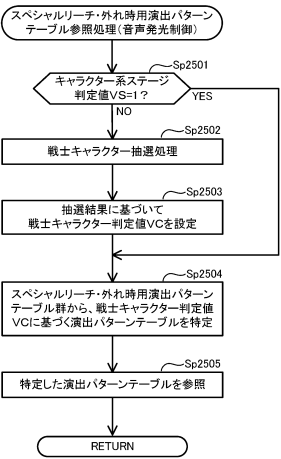 スペシャルリーチ・外れ時用演出パターン
テーブル参照処理(音声発光制御)
Sp2501
キャラクター系ステージ
判定値VS=1?
YES
NO
Sp2502
戦士キャラクター抽選処理
Sp2503
抽選結果に基づいて
戦士キャラクター判定値VCを設定
Sp2504
スペシャルリーチ・外れ時用演出パターン
テーブル群から、戦士キャラクター判定値
VCに基づく演出パターンテーブルを特定
Sp2505
特定した演出パターンテーブルを参照
RETURN